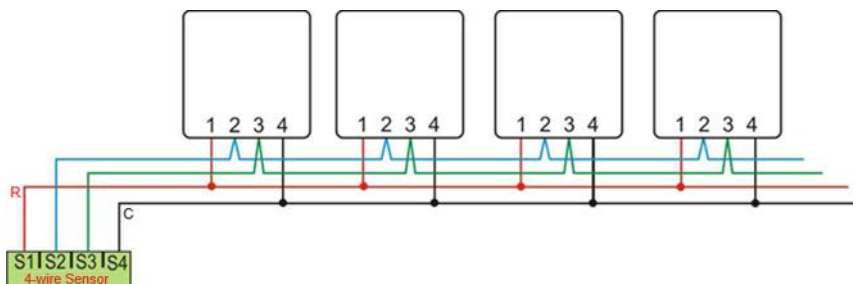 1 2 3 4 1 2 3 4 1 2 3 4 1 2 3 4
R
C
S1 S2 S3 S4
4-wire Sensor